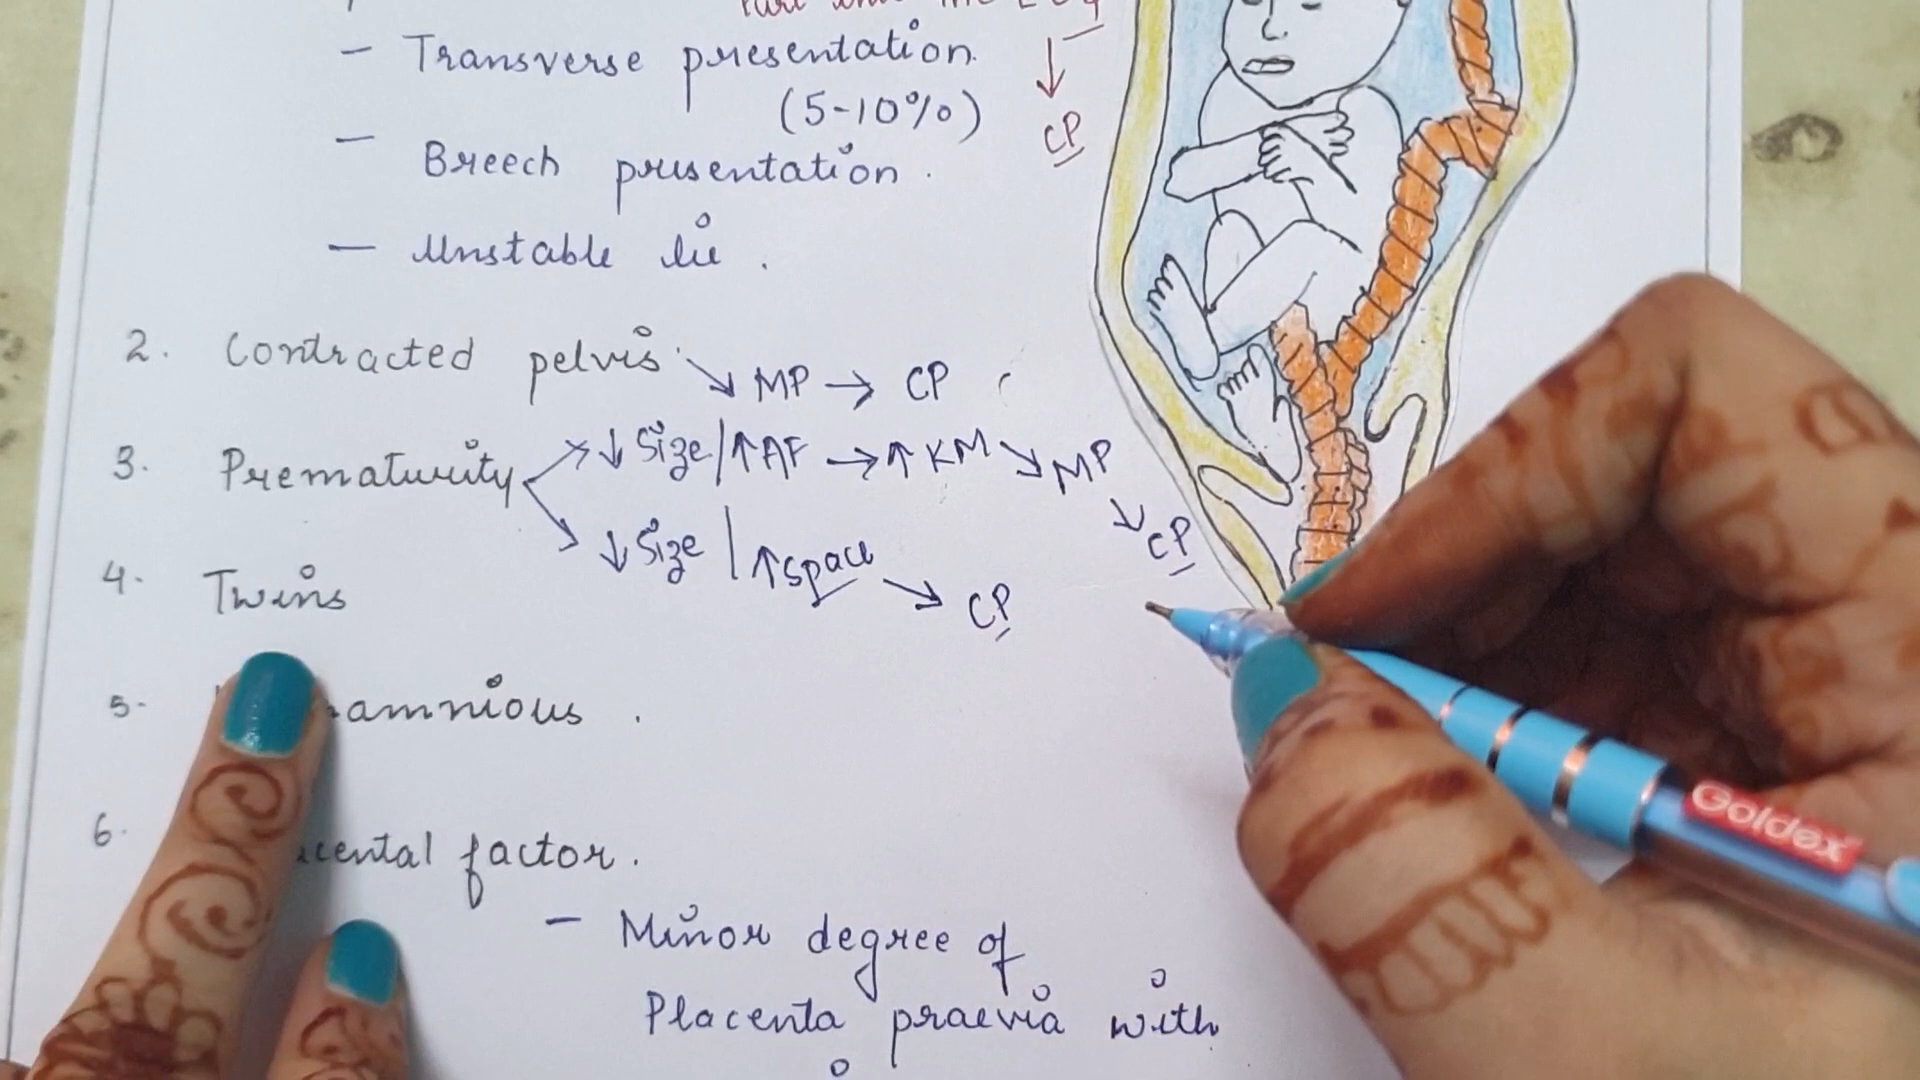 - Transverse presentation.
(5-10%)
↓
CP
- Breech presentation.
- Unstable lie.
2. Contracted pelvis ↘ MP → CP
3. Prematurity ↗ ↓ Size / ↑ AF → ↑ KM ↘ MP
↘ CP
↘ ↓ Size / ↑ space ↘ CP
4. Twins
5. amnious.
6. cental factor.
- Minor degree of
Placenta praevia with
Goldex